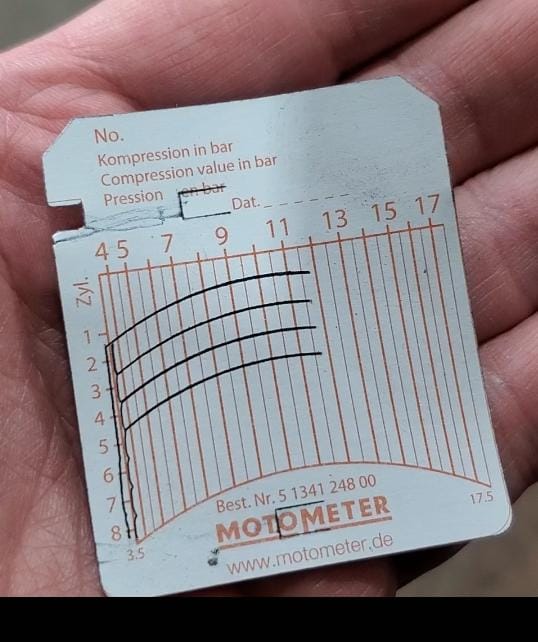 No.
Kompression in bar
Compression value in bar
Pression en bar Dat.
4 5 7 9 11 13 15 17
Zyl.
1
2
3
4
5
6
7
8
3.5
17.5
Best. Nr. 5 1341 248 00
MOTOMETER
www.motometer.de